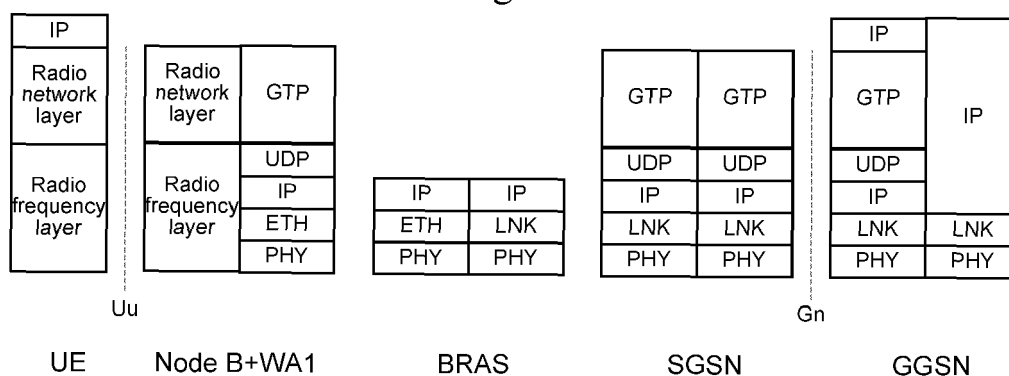 IP
Radio
network
layer
Radio
frequency
layer
Radio
network
layer
GTP
Radio
frequency
layer
UDP
IP
ETH
PHY
IP
IP
ETH
LNK
PHY
PHY
GTP
GTP
UDP
UDP
IP
IP
LNK
LNK
PHY
PHY
IP
GTP
IP
UDP
IP
LNK
LNK
PHY
PHY
Uu
Gn
UE
Node B+WA1
BRAS
SGSN
GGSN